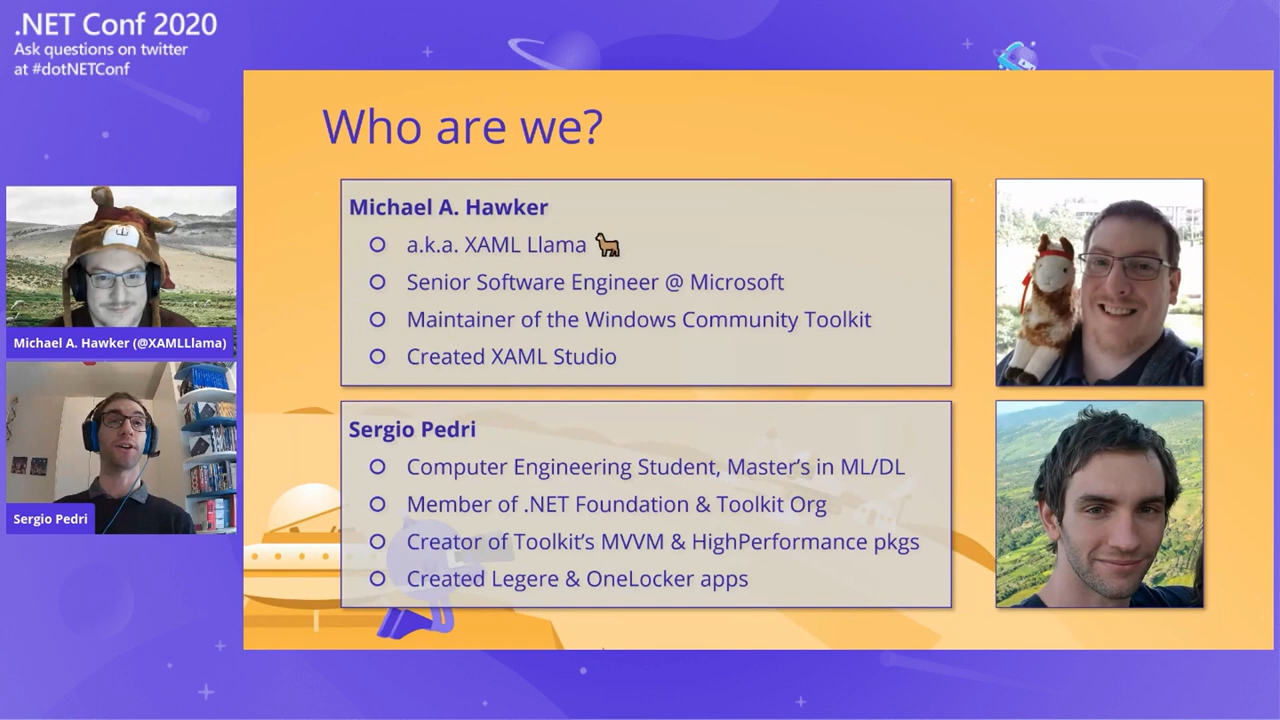 .NET Conf 2020
Ask questions on twitter
at #dotNETConf
Who are we?
Michael A. Hawker
a.k.a. XAML Llama
Senior Software Engineer @ Microsoft
Maintainer of the Windows Community Toolkit
Created XAML Studio
Michael A. Hawker (@XAMLLlama)
Sergio Pedri
Computer Engineering Student, Master's in ML/DL
Member of .NET Foundation & Toolkit Org
Creator of Toolkit's MVVM & HighPerformance pkgs
Created Legere & OneLocker apps
Sergio Pedri